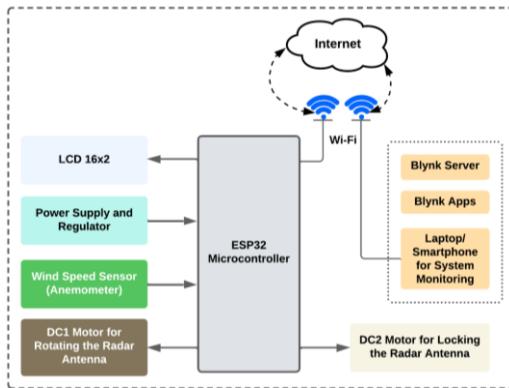 Internet
Wi-Fi
LCD 16x2
Power Supply and
Regulator
Wind Speed Sensor
(Anemometer)
DC1 Motor for
Rotating the Radar
Antenna
ESP32
Microcontroller
Blynk Server
Blynk Apps
Laptop/
Smartphone
for System
Monitoring
DC2 Motor for Locking
the Radar Antenna